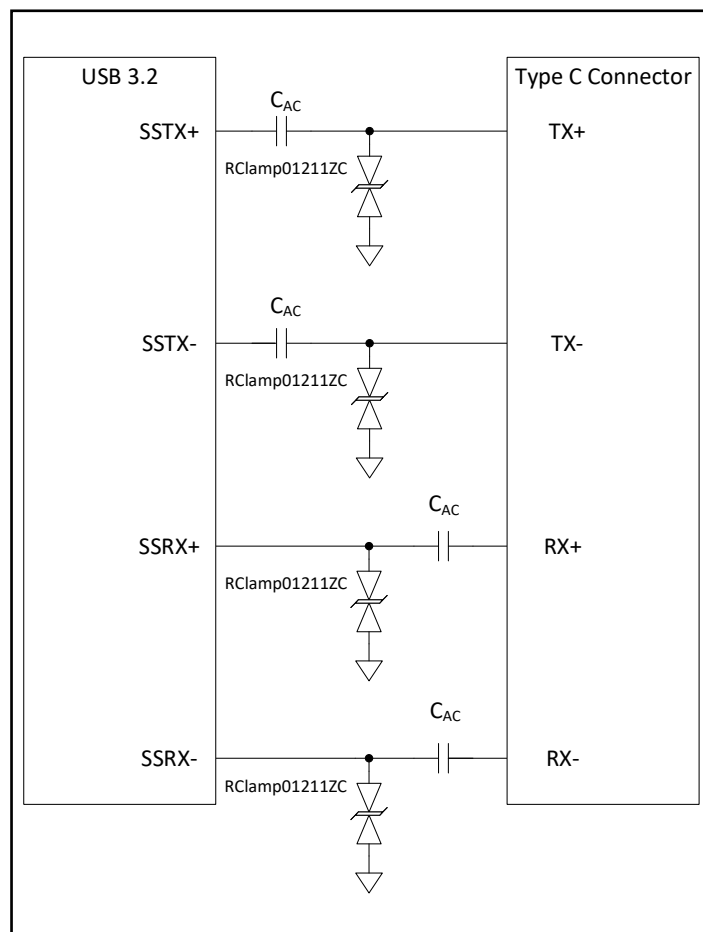 USB 3.2
Type C Connector
C_AC
SSTX+
TX+
RClamp01211ZC
C_AC
SSTX-
TX-
RClamp01211ZC
C_AC
SSRX+
RX+
RClamp01211ZC
C_AC
SSRX-
RX-
RClamp01211ZC